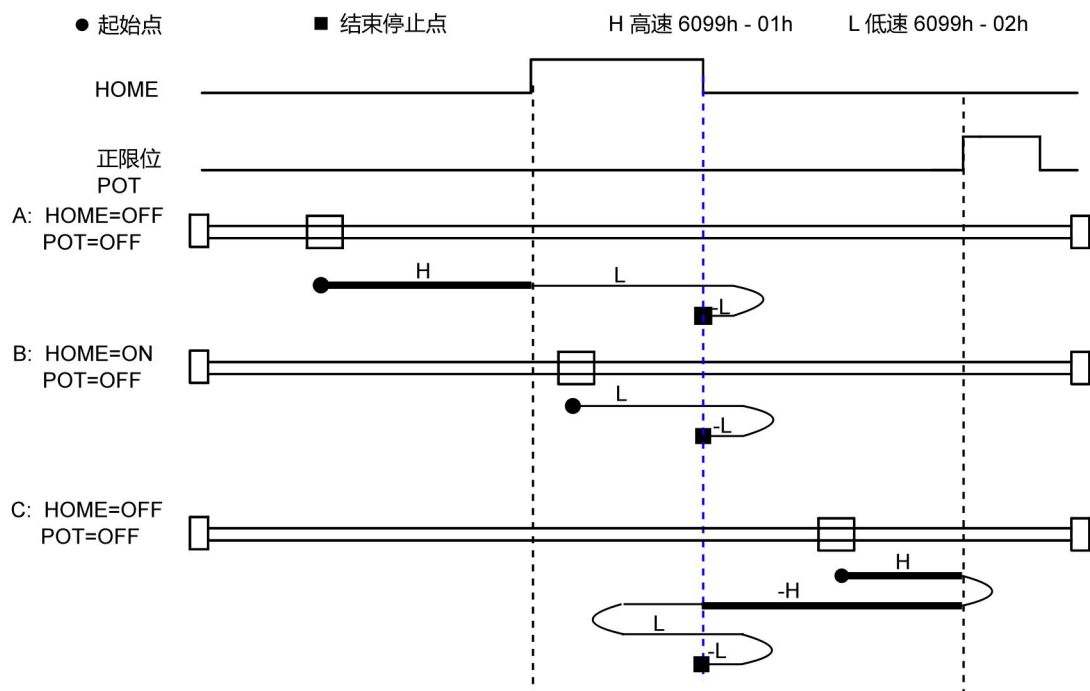 ● 起始点 ■ 结束停止点 H 高速 6099h - 01h L 低速 6099h - 02h
HOME
正限位
POT
A: HOME=OFF
POT=OFF
H L
-L
B: HOME=ON
POT=OFF
L
-L
C: HOME=OFF
POT=OFF
H
-H
L
-L